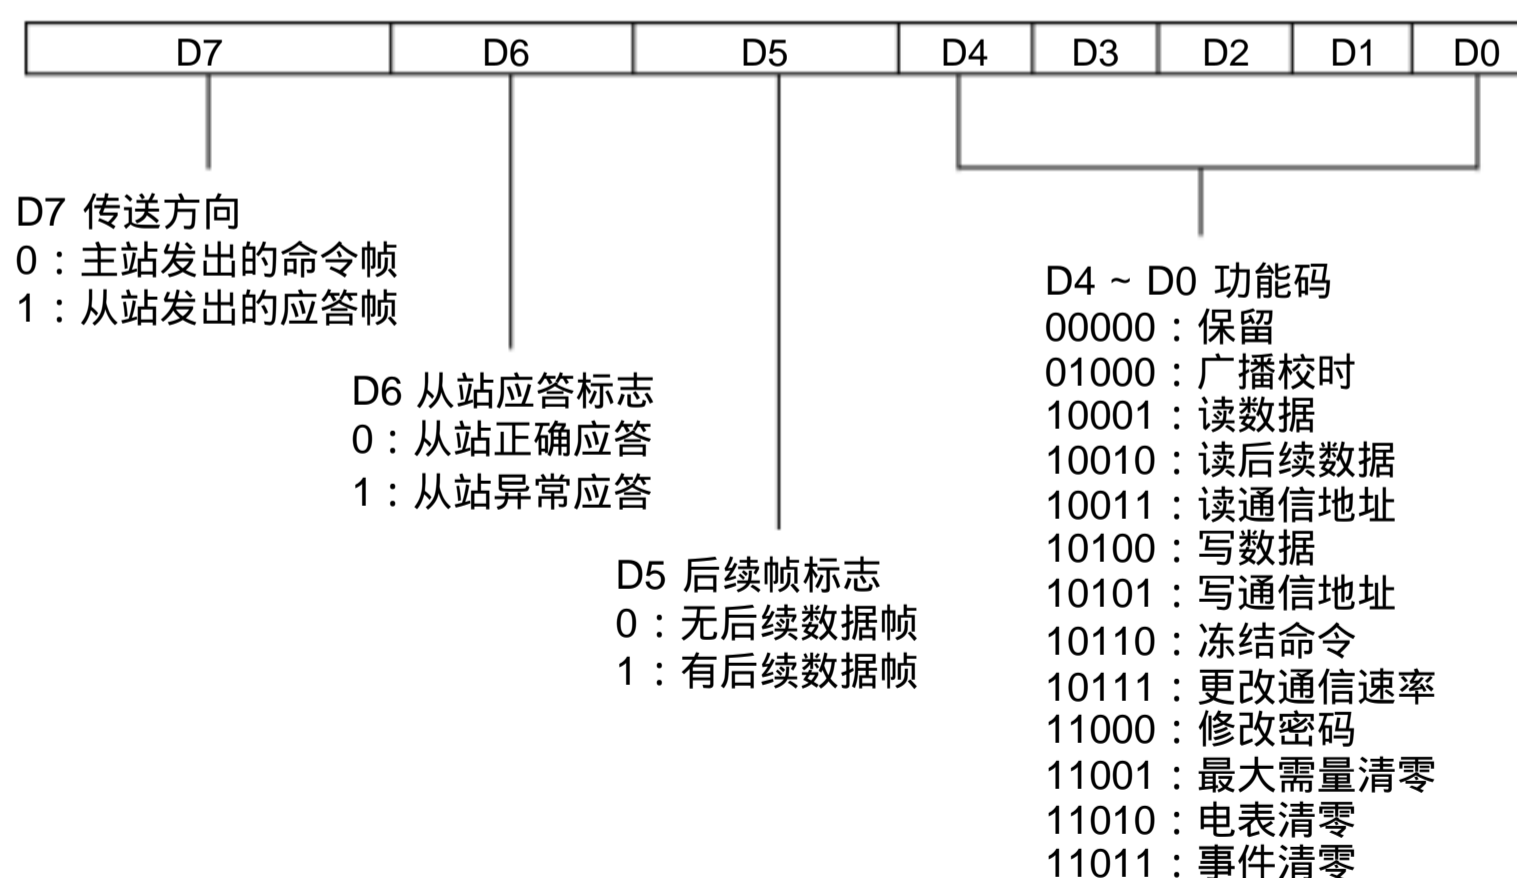 D7 D6 D5 D4 D3 D2 D1 D0
D7 传送方向
0：主站发出的命令帧
1：从站发出的应答帧
D6 从站应答标志
0：从站正确应答
1：从站异常应答
D5 后续帧标志
0：无后续数据帧
1：有后续数据帧
D4 ~ D0 功能码
00000：保留
01000：广播校时
10001：读数据
10010：读后续数据
10011：读通信地址
10100：写数据
10101：写通信地址
10110：冻结命令
10111：更改通信速率
11000：修改密码
11001：最大需量清零
11010：电表清零
11011：事件清零